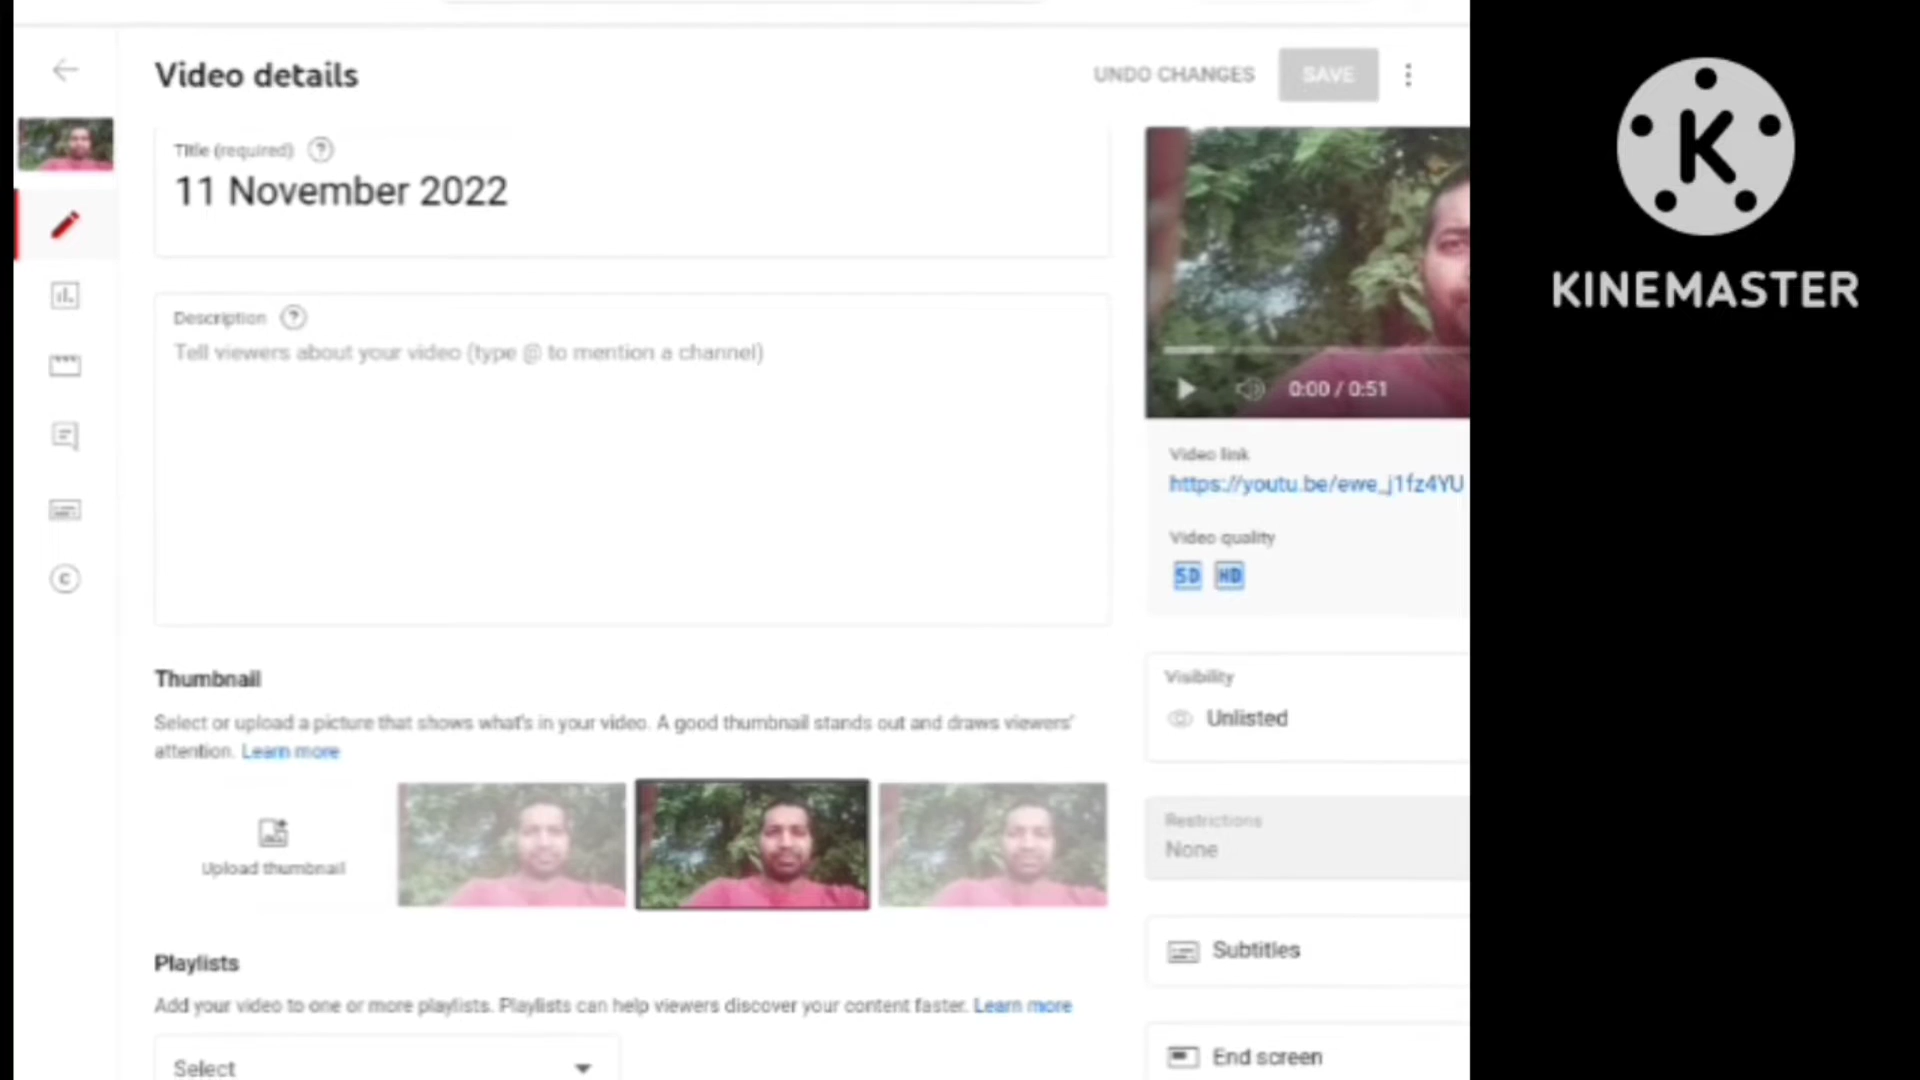 Video details
UNDO CHANGES
SAVE
Title (required) ?
11 November 2022
Description ?
Tell viewers about your video (type @ to mention a channel)
0:00 / 0:51
Video link
https://youtu.be/ewe_j1fz4YU
Video quality
SD HD
Thumbnail
Select or upload a picture that shows what's in your video. A good thumbnail stands out and draws viewers'
attention. Learn more
Upload thumbnail
Visibility
Unlisted
Restrictions
None
Playlists
Add your video to one or more playlists. Playlists can help viewers discover your content faster. Learn more
Select
Subtitles
End screen
K
KINEMASTER
C